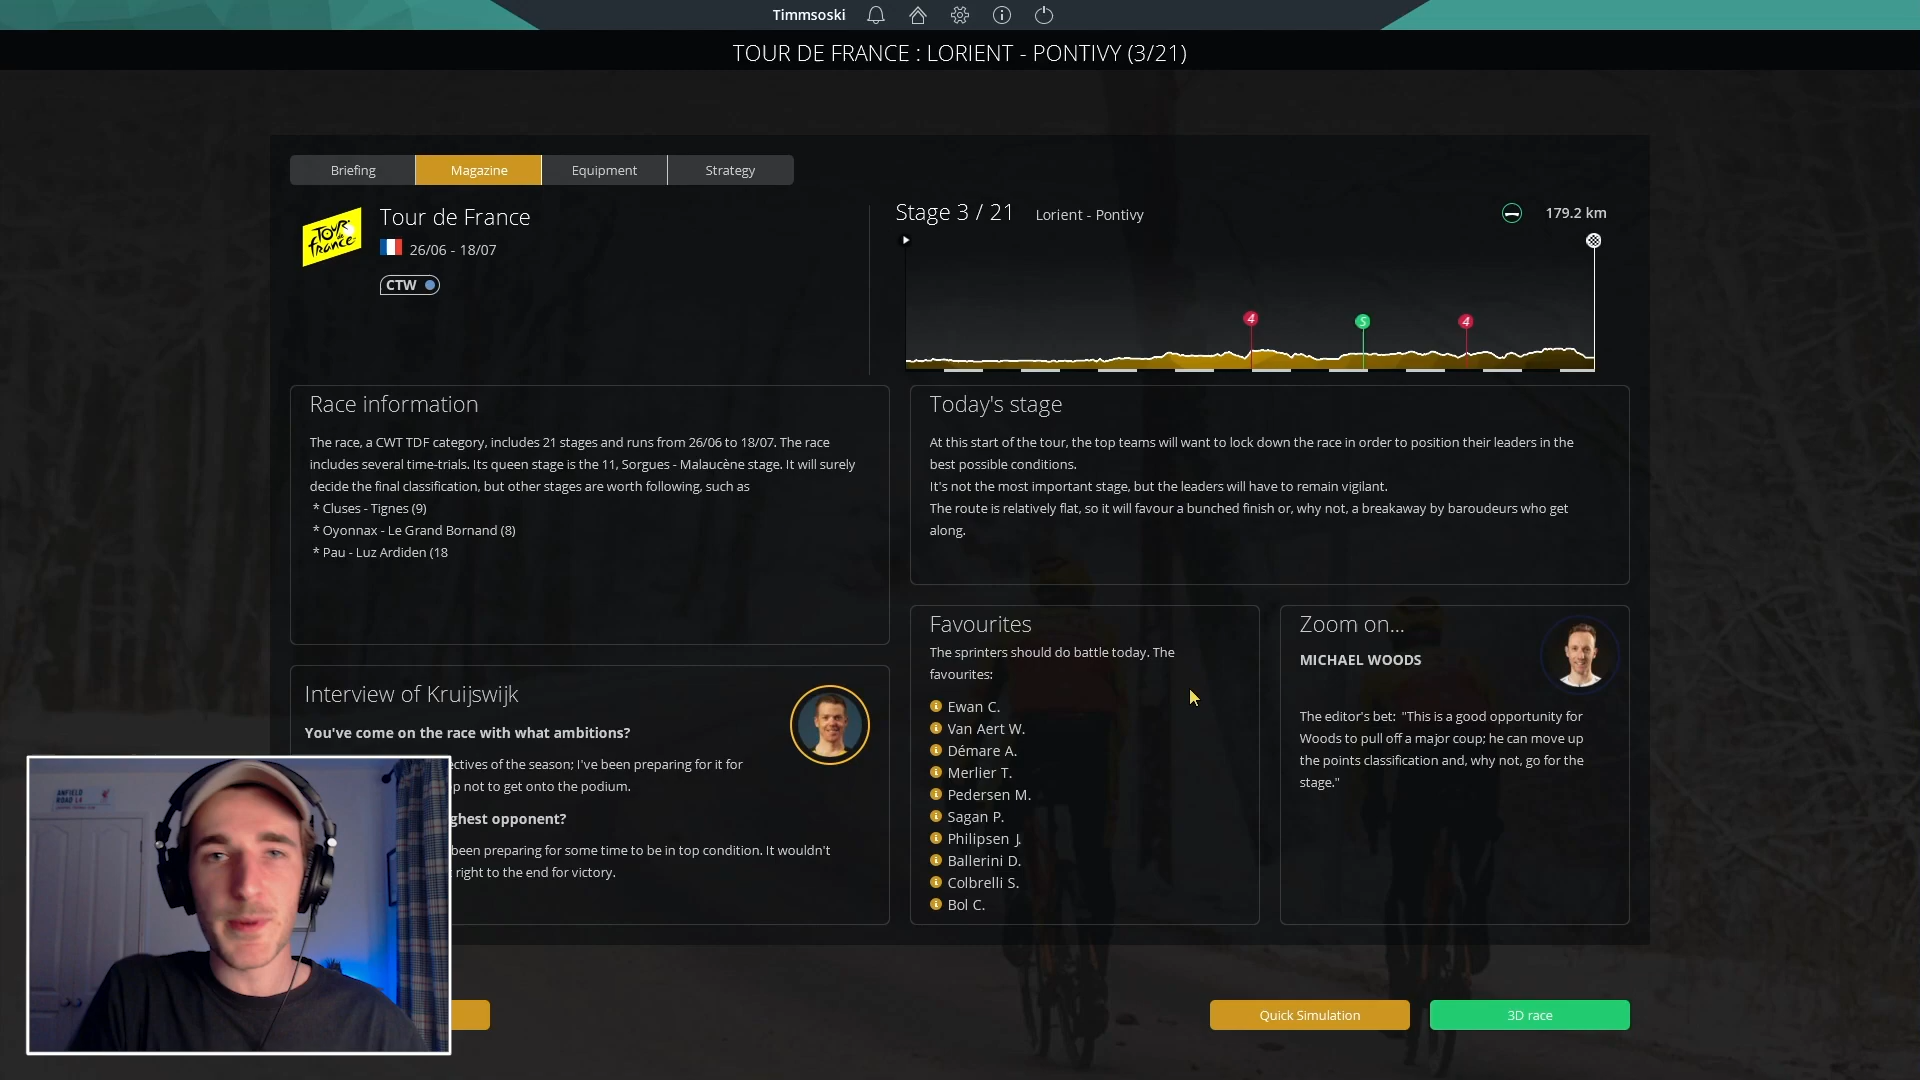 Timmsoski
TOUR DE FRANCE : LORIENT - PONTIVY (3/21)
Briefing
Magazine
Equipment
Strategy
TOUR de france
Tour de France
26/06 - 18/07
CTW
Stage 3 / 21
Lorient - Pontivy
179.2 km
4
S
4
Race information
The race, a CWT TDF category, includes 21 stages and runs from 26/06 to 18/07. The race
includes several time-trials. Its queen stage is the 11, Sorgues - Malaucène stage. It will surely
decide the final classification, but other stages are worth following, such as
* Cluses - Tignes (9)
* Oyonnax - Le Grand Bornand (8)
* Pau - Luz Ardiden (18
Today's stage
At this start of the tour, the top teams will want to lock down the race in order to position their leaders in the
best possible conditions.
It's not the most important stage, but the leaders will have to remain vigilant.
The route is relatively flat, so it will favour a bunched finish or, why not, a breakaway by baroudeurs who get
along.
Interview of Kruijswijk
You've come on the race with what ambitions?
ectives of the season; I've been preparing for it for
p not to get onto the podium.
ghest opponent?
been preparing for some time to be in top condition. It wouldn't
right to the end for victory.
Favourites
The sprinters should do battle today. The
favourites:
Ewan C.
Van Aert W.
Démare A.
Merlier T.
Pedersen M.
Sagan P.
Philipsen J.
Ballerini D.
Colbrelli S.
Bol C.
Zoom on...
MICHAEL WOODS
The editor's bet: "This is a good opportunity for
Woods to pull off a major coup; he can move up
the points classification and, why not, go for the
stage."
ANFIELD
ROAD L4
Quick Simulation
3D race